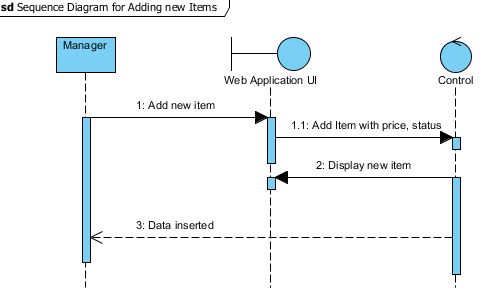 sd Sequence Diagram for Adding new Items
Manager
Web Application UI
Control
1: Add new item
1.1: Add Item with price, status
2: Display new item
3: Data inserted